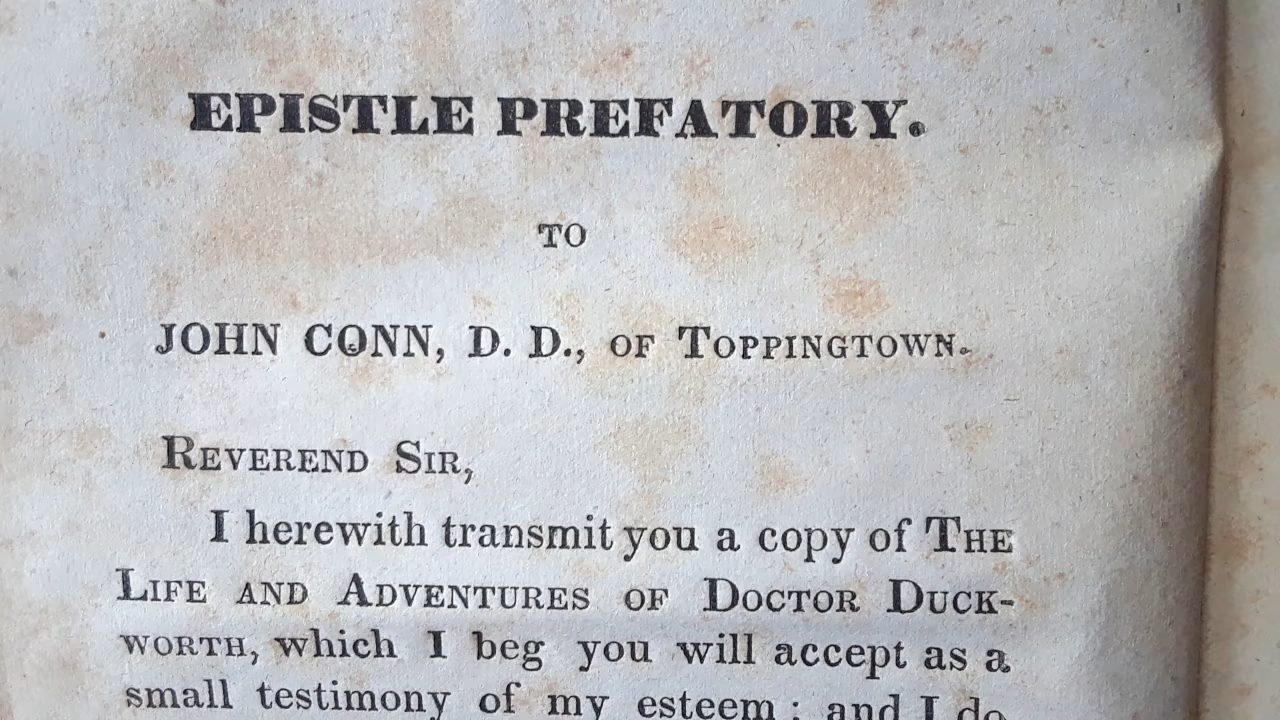 EPISTLE PREFATORY.
TO
JOHN CONN, D. D., OF TOPPINGTOWN.
REVEREND SIR,
I herewith transmit you a copy of THE
LIFE AND ADVENTURES OF DOCTOR DUCK-
WORTH, which I beg you will accept as a
small testimony of my esteem; and I do